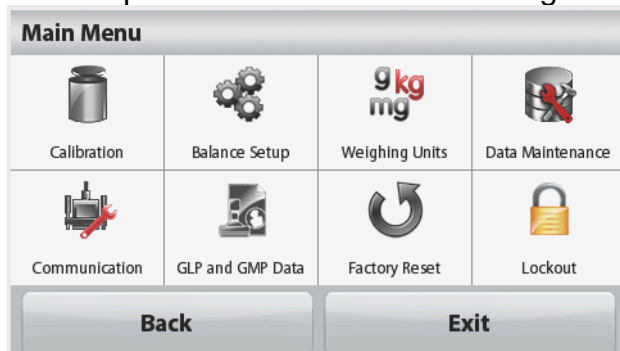 Main Menu
g kg
mg
Calibration
Balance Setup
Weighing Units
Data Maintenance
Communication
GLP and GMP Data
Factory Reset
Lockout
Back
Exit